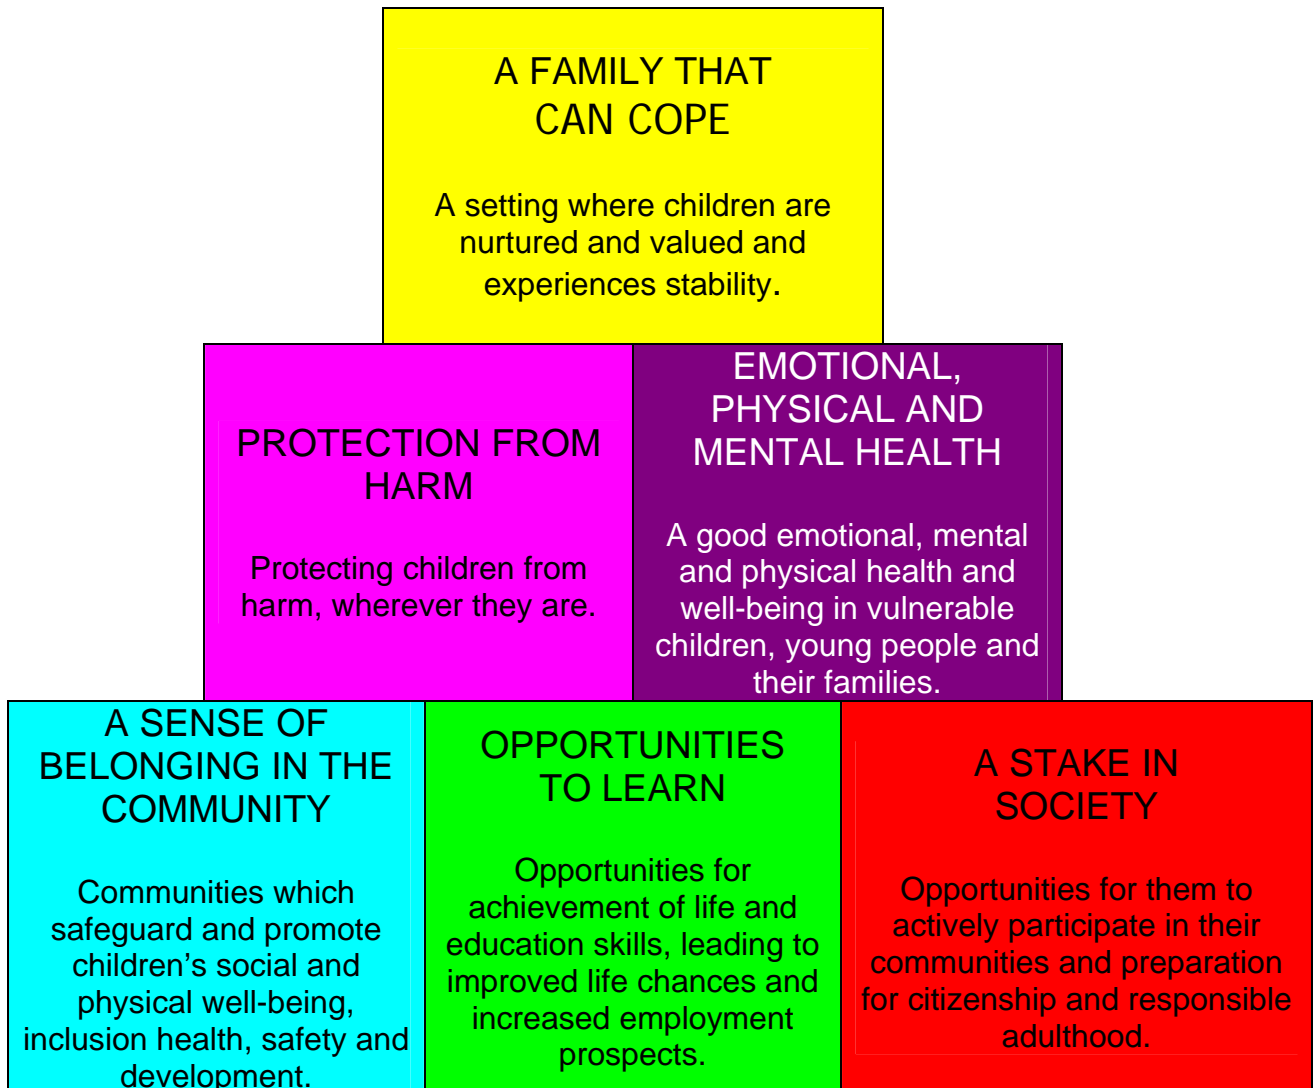 A FAMILY THAT
CAN COPE
A setting where children are
nurtured and valued and
experiences stability.
PROTECTION FROM
HARM
Protecting children from
harm, wherever they are.
EMOTIONAL,
PHYSICAL AND
MENTAL HEALTH
A good emotional, mental
and physical health and
well-being in vulnerable
children, young people and
their families.
A SENSE OF
BELONGING IN THE
COMMUNITY
Communities which
safeguard and promote
children’s social and
physical well-being,
inclusion health, safety and
development.
OPPORTUNITIES
TO LEARN
Opportunities for
achievement of life and
education skills, leading to
improved life chances and
increased employment
prospects.
A STAKE IN
SOCIETY
Opportunities for them to
actively participate in their
communities and preparation
for citizenship and responsible
adulthood.